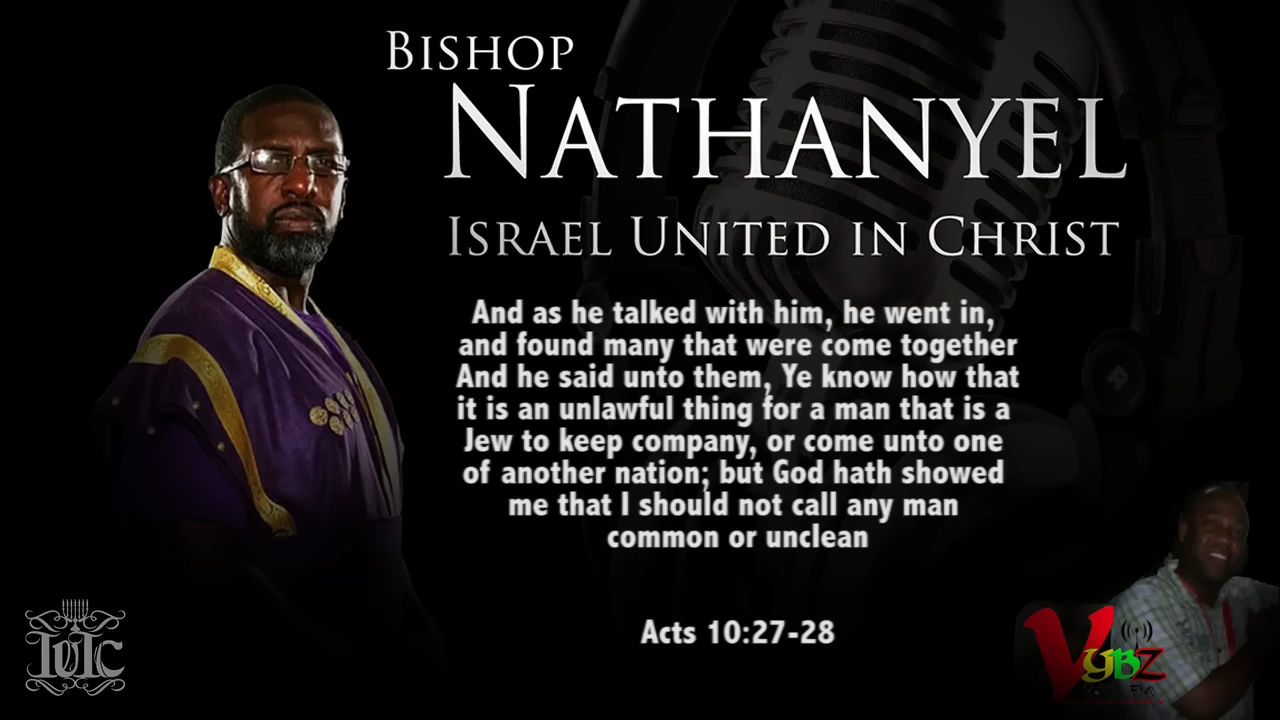 BISHOP
NATHANYEL
ISRAEL UNITED IN CHRIST
And as he talked with him, he went in,
and found many that were come together
And he said unto them, Ye know how that
it is an unlawful thing for a man that is a
Jew to keep company, or come unto one
of another nation; but God hath showed
me that I should not call any man
common or unclean
Acts 10:27-28
IUIC
VYBZ
FM